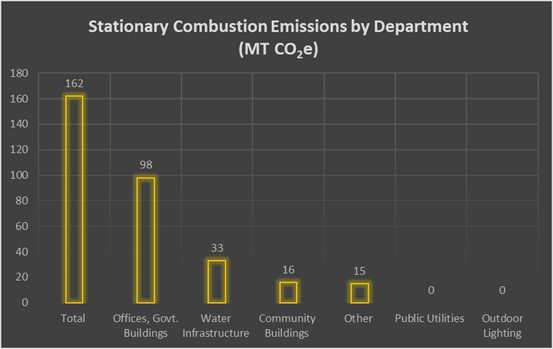 Stationary Combustion Emissions by Department
(MT CO₂e)
180
160
140
120
100
80
60
40
20
0
162
98
33
16
15
0
0
Total
Offices, Govt.
Buildings
Water
Infrastructure
Community
Buildings
Other
Public Utilities
Outdoor
Lighting